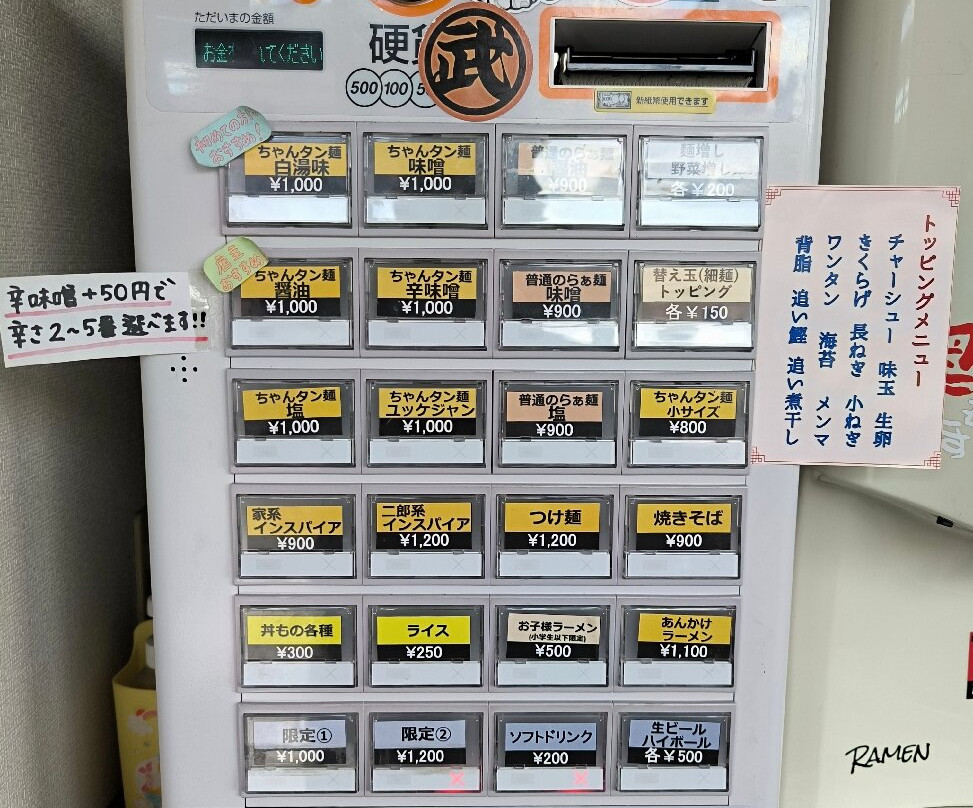 ただいまの金額
お金を
てください
硬貨
500 100 5
武
新紙幣使用できます
初めての方
おすすめ!
ちゃんタン麺
白湯味
¥1,000
ちゃんタン麺
味噌
¥1,000
普通のらぁ麺
¥900
麺増し
野菜増し
各¥200
店主
おすすめ
ちゃんタン麺
醤油
¥1,000
ちゃんタン麺
辛味噌
¥1,000
普通のらぁ麺
味噌
¥900
替え玉(細麺)
トッピング
各¥150
辛味噌+50円で
辛さ2~5番選べます!!
ちゃんタン麺
塩
¥1,000
ちゃんタン麺
ユッケジャン
¥1,000
普通のらぁ麺
塩
¥900
ちゃんタン麺
小サイズ
¥800
家系
インスパイア
¥900
二郎系
インスパイア
¥1,200
つけ麺
¥1,200
焼きそば
¥900
丼もの各種
¥300
ライス
¥250
お子様ラーメン
(小学生以下限定)
¥500
あんかけ
ラーメン
¥1,100
限定①
¥1,000
限定②
¥1,200
ソフトドリンク
¥200
生ビール
ハイボール
各¥500
トッピングメニュー
チャーシュー 味玉 生卵
きくらげ 長ねぎ 小ねぎ
ワンタン 海苔 メンマ
背脂 追い鰹 追い煮干し
RAMEN